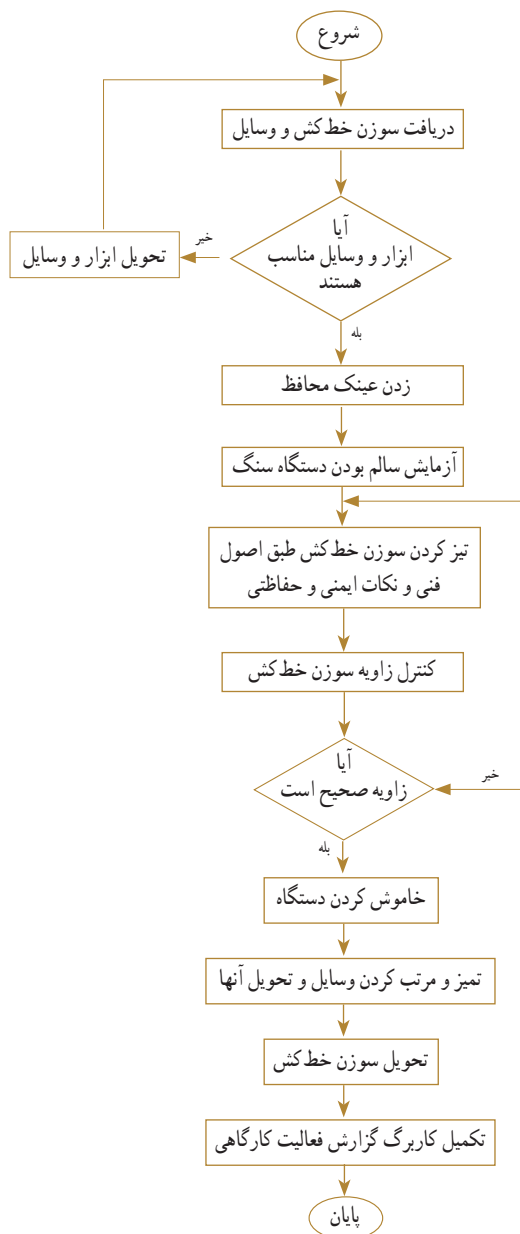 شروع
دریافت سوزن خط‌کش و وسایل
آیا
ابزار و وسایل مناسب
هستند
خیر
تحویل ابزار و وسایل
بله
زدن عینک محافظ
آزمایش سالم بودن دستگاه سنگ
تیز کردن سوزن خط‌کش طبق اصول
فنی و نکات ایمنی و حفاظتی
کنترل زاویه سوزن خط‌کش
آیا
زاویه صحیح است
خیر
بله
خاموش کردن دستگاه
تمیز و مرتب کردن وسایل و تحویل آنها
تحویل سوزن خط‌کش
تکمیل کاربرگ گزارش فعالیت کارگاهی
پایان